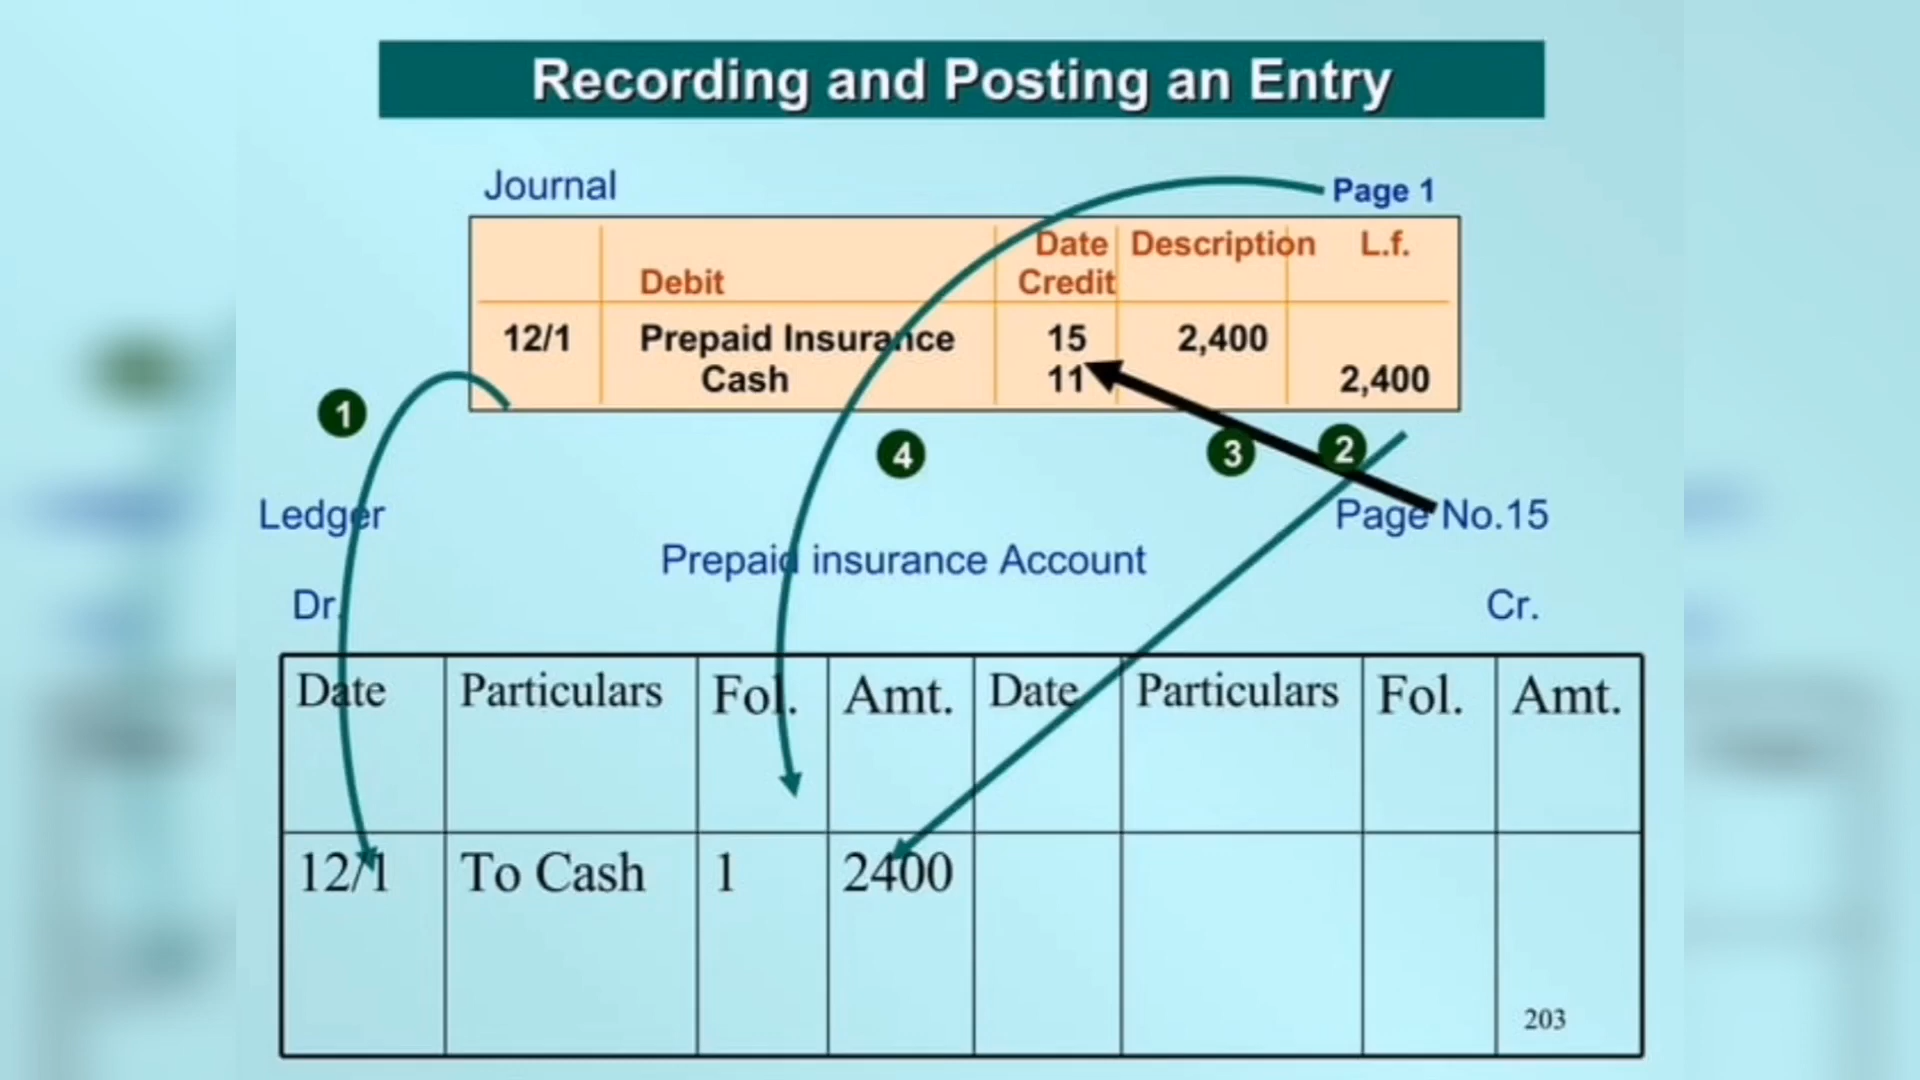 Recording and Posting an Entry
Journal Page 1
Date Description L.f.
Debit Credit
12/1 Prepaid Insurance 15 2,400
Cash 11 2,400
1
4 3 2
Ledger Page No.15
Prepaid insurance Account
Dr. Cr.
Date Particulars Fol. Amt. Date Particulars Fol. Amt.
12/1 To Cash 1 2400
203